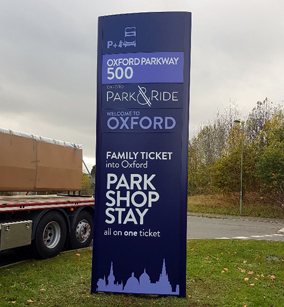 P+
OXFORD PARKWAY
500
OXFORD
PARK&RIDE
WELCOME TO
OXFORD
FAMILY TICKET
into Oxford
PARK
SHOP
STAY
all on one ticket